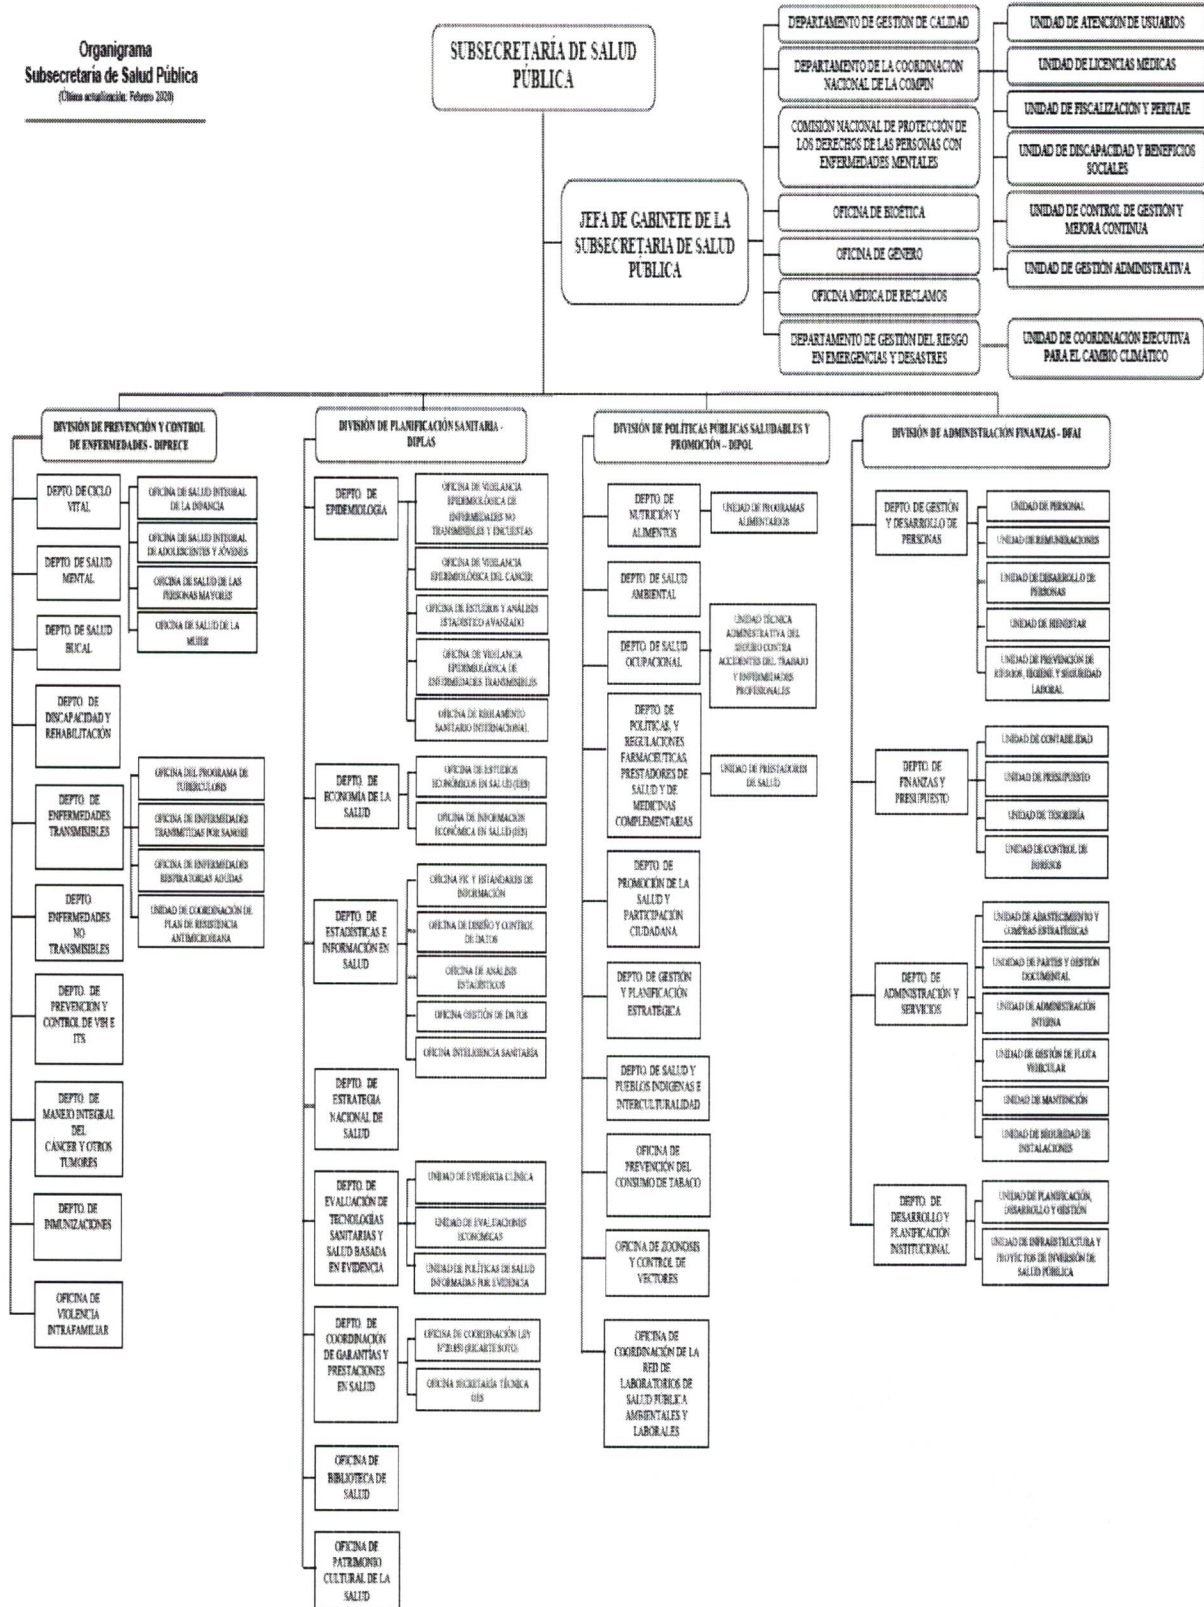 Organigrama
Subsecretaría de Salud Pública
(Última actualización: Febrero 2020)
SUBSECRETARÍA DE SALUD
PÚBLICA
JEFA DE GABINETE DE LA
SUBSECRETARIA DE SALUD
PÚBLICA
DEPARTAMENTO DE GESTIÓN DE CALIDAD
DEPARTAMENTO DE LA COORDINACIÓN
NACIONAL DE LA COMPIN
COMISIÓN NACIONAL DE PROTECCIÓN DE
LOS DERECHOS DE LAS PERSONAS CON
ENFERMEDADES MENTALES
OFICINA DE BIOÉTICA
OFICINA DE GÉNERO
OFICINA MÉDICA DE RECLAMOS
DEPARTAMENTO DE GESTIÓN DEL RIESGO
EN EMERGENCIAS Y DESASTRES
UNIDAD DE ATENCIÓN DE USUARIOS
UNIDAD DE LICENCIAS MÉDICAS
UNIDAD DE FISCALIZACIÓN Y PERITAJE
UNIDAD DE DISCAPACIDAD Y BENEFICIOS
SOCIALES
UNIDAD DE CONTROL DE GESTIÓN Y
MEJORA CONTINUA
UNIDAD DE GESTIÓN ADMINISTRATIVA
UNIDAD DE COORDINACIÓN EJECUTIVA
PARA EL CAMBIO CLIMÁTICO
DIVISIÓN DE PREVENCIÓN Y CONTROL
DE ENFERMEDADES - DIPRECE
DEPTO. DE CICLO
VITAL
OFICINA DE SALUD INTEGRAL
DE LA INFANCIA
OFICINA DE SALUD INTEGRAL
DE ADOLESCENTES Y JÓVENES
OFICINA DE SALUD DE LAS
PERSONAS MAYORES
OFICINA DE SALUD DE LA
MUJER
DEPTO. DE SALUD
MENTAL
DEPTO. DE SALUD
BUCAL
DEPTO. DE
DISCAPACIDAD Y
REHABILITACIÓN
DEPTO. DE
ENFERMEDADES
TRANSMISIBLES
OFICINA DEL PROGRAMA DE
TUBERCULOSIS
OFICINA DE ENFERMEDADES
TRANSMITIDAS POR SANGRE
OFICINA DE ENFERMEDADES
RESPIRATORIAS AGUDAS
UNIDAD DE COORDINACIÓN DE
PLAN DE RESISTENCIA
ANTIMICROBIANA
DEPTO.
ENFERMEDADES
NO
TRANSMISIBLES
DEPTO. DE
PREVENCIÓN Y
CONTROL DE VIH E
ITS
DEPTO. DE
MANEJO INTEGRAL
DEL
CÁNCER Y OTROS
TUMORES
DEPTO. DE
INMUNIZACIONES
OFICINA DE
VIOLENCIA
INTRAFAMILIAR
DIVISIÓN DE PLANIFICACIÓN SANITARIA -
DIPLAS
DEPTO. DE
EPIDEMIOLOGÍA
OFICINA DE VIGILANCIA
EPIDEMIOLÓGICA DE
ENFERMEDADES NO
TRANSMISIBLES Y ENCUESTAS
OFICINA DE VIGILANCIA
EPIDEMIOLÓGICA DEL CÁNCER
OFICINA DE ESTUDIOS Y ANÁLISIS
ESTADÍSTICO AVANZADO
OFICINA DE VIGILANCIA
EPIDEMIOLÓGICA DE
ENFERMEDADES TRANSMISIBLES
OFICINA DE REGLAMENTO
SANITARIO INTERNACIONAL
DEPTO. DE
ECONOMÍA DE LA
SALUD
OFICINA DE ESTUDIOS
ECONÓMICOS EN SALUD (EES)
OFICINA DE INFORMACIÓN
ECONÓMICA EN SALUD (IES)
DEPTO. DE
ESTADÍSTICAS E
INFORMACIÓN EN
SALUD
OFICINA FIC Y ESTÁNDARES DE
INFORMACIÓN
OFICINA DE DISEÑO Y CONTROL
DE DATOS
OFICINA DE ANÁLISIS
ESTADÍSTICOS
OFICINA GESTIÓN DE DATOS
OFICINA INTELIGENCIA SANITARIA
DEPTO. DE
ESTRATEGIA
NACIONAL DE
SALUD
DEPTO. DE
EVALUACIÓN DE
TECNOLOGÍAS
SANITARIAS Y
SALUD BASADA
EN EVIDENCIA
UNIDAD DE EVIDENCIA CLÍNICA
UNIDAD DE EVALUACIONES
ECONÓMICAS
UNIDAD DE POLÍTICAS DE SALUD
INFORMADAS POR EVIDENCIA
DEPTO. DE
COORDINACIÓN
DE GARANTÍAS Y
PRESTACIONES
EN SALUD
OFICINA DE COORDINACIÓN LEY
N°20.850 (RICARTE SOTO)
OFICINA SECRETARÍA TÉCNICA
GES
OFICINA DE
BIBLIOTECA DE
SALUD
OFICINA DE
PATRIMONIO
CULTURAL DE LA
SALUD
DIVISIÓN DE POLÍTICAS PÚBLICAS SALUDABLES Y
PROMOCIÓN – DIPOL
DEPTO. DE
NUTRICIÓN Y
ALIMENTOS
UNIDAD DE PROGRAMAS
ALIMENTARIOS
DEPTO. DE SALUD
AMBIENTAL
DEPTO. DE SALUD
OCUPACIONAL
UNIDAD TÉCNICA
ADMINISTRATIVA DEL
SEGURO CONTRA
ACCIDENTES DEL TRABAJO
Y ENFERMEDADES
PROFESIONALES
DEPTO. DE
POLÍTICAS, Y
REGULACIONES
FARMACEUTICAS,
PRESTADORES DE
SALUD Y DE
MEDICINAS
COMPLEMENTARIAS
UNIDAD DE PRESTADORES
DE SALUD
DEPTO. DE
PROMOCIÓN DE LA
SALUD Y
PARTICIPACIÓN
CIUDADANA
DEPTO. DE GESTIÓN
Y PLANIFICACIÓN
ESTRATÉGICA
DEPTO. DE SALUD Y
PUEBLOS INDIGENAS E
INTERCULTURALIDAD
OFICINA DE
PREVENCIÓN DEL
CONSUMO DE TABACO
OFICINA DE ZOONOSIS
Y CONTROL DE
VECTORES
OFICINA DE
COORDINACIÓN DE LA
RED DE
LABORATORIOS DE
SALUD PÚBLICA
AMBIENTALES Y
LABORALES
DIVISIÓN DE ADMINISTRACIÓN FINANZAS - DFAI
DEPTO. DE GESTIÓN
Y DESARROLLO DE
PERSONAS
UNIDAD DE PERSONAL
UNIDAD DE REMUNERACIONES
UNIDAD DE DESARROLLO DE
PERSONAS
UNIDAD DE BIENESTAR
UNIDAD DE PREVENCIÓN DE
RIESGOS, HIGIENE Y SEGURIDAD
LABORAL
DEPTO. DE
FINANZAS Y
PRESUPUESTO
UNIDAD DE CONTABILIDAD
UNIDAD DE PRESUPUESTO
UNIDAD DE TESORERÍA
UNIDAD DE CONTROL DE
INGRESOS
DEPTO. DE
ADMINISTRACIÓN Y
SERVICIOS
UNIDAD DE ABASTECIMIENTO Y
COMPRAS ESTRATÉGICAS
UNDIDAD DE PARTES Y GESTIÓN
DOCUMENTAL
UNIDAD DE ADMINISTRACIÓN
INTERNA
UNIDAD DE GESTIÓN DE FLOTA
VEHICULAR
UNIDAD DE MANTENCIÓN
UNIDAD DE SEGURIDAD DE
INSTALACIONES
DEPTO. DE
DESARROLLO Y
PLANIFICACIÓN
INSTITUCIONAL
UNIDAD DE PLANIFICACIÓN,
DESARROLLO Y GESTIÓN
UNIDAD DE INFRAESTRUCTURA Y
PROYECTOS DE INVERSIÓN DE
SALUD PÚBLICA